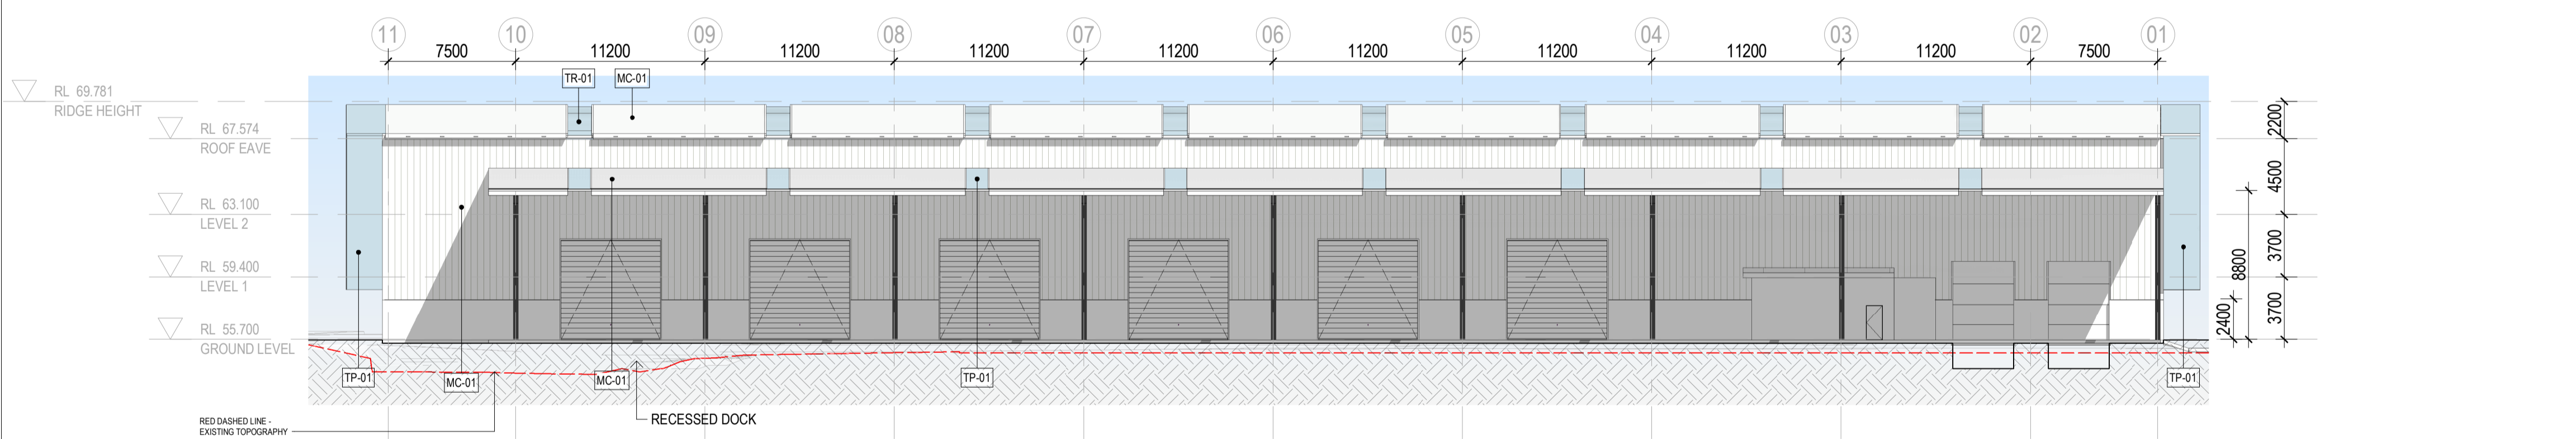 11 10 09 08 07 06 05 04 03 02 01
7500 11200 11200 11200 11200 11200 11200 11200 11200 7500
TR-01 MC-01
RL 69.781
RIDGE HEIGHT
RL 67.574
ROOF EAVE
RL 63.100
LEVEL 2
RL 59.400
LEVEL 1
RL 55.700
GROUND LEVEL
2200
4500
3700
3700
8800
2400
TP-01 MC-01 MC-01 TP-01 TP-01
RECESSED DOCK
RED DASHED LINE -
EXISTING TOPOGRAPHY